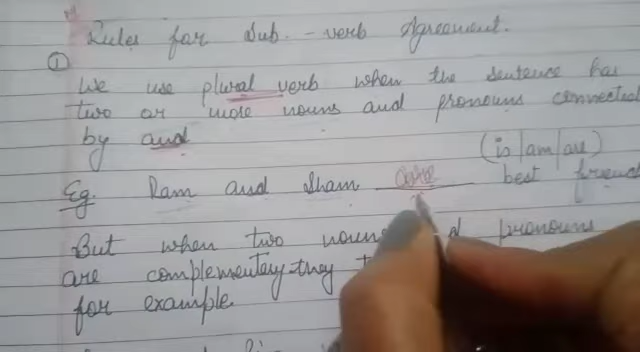 Rules for Sub. - verb Agreement.
① We use plural verb when the sentence has
two or more nouns and pronouns connected
by and
(is/am/are)
Eg Ram and Sham best friends
But when two nouns pronouns
are complementary they
for example